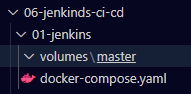 06-jenkinds-ci-cd
01-jenkins
volumes\master
docker-compose.yaml